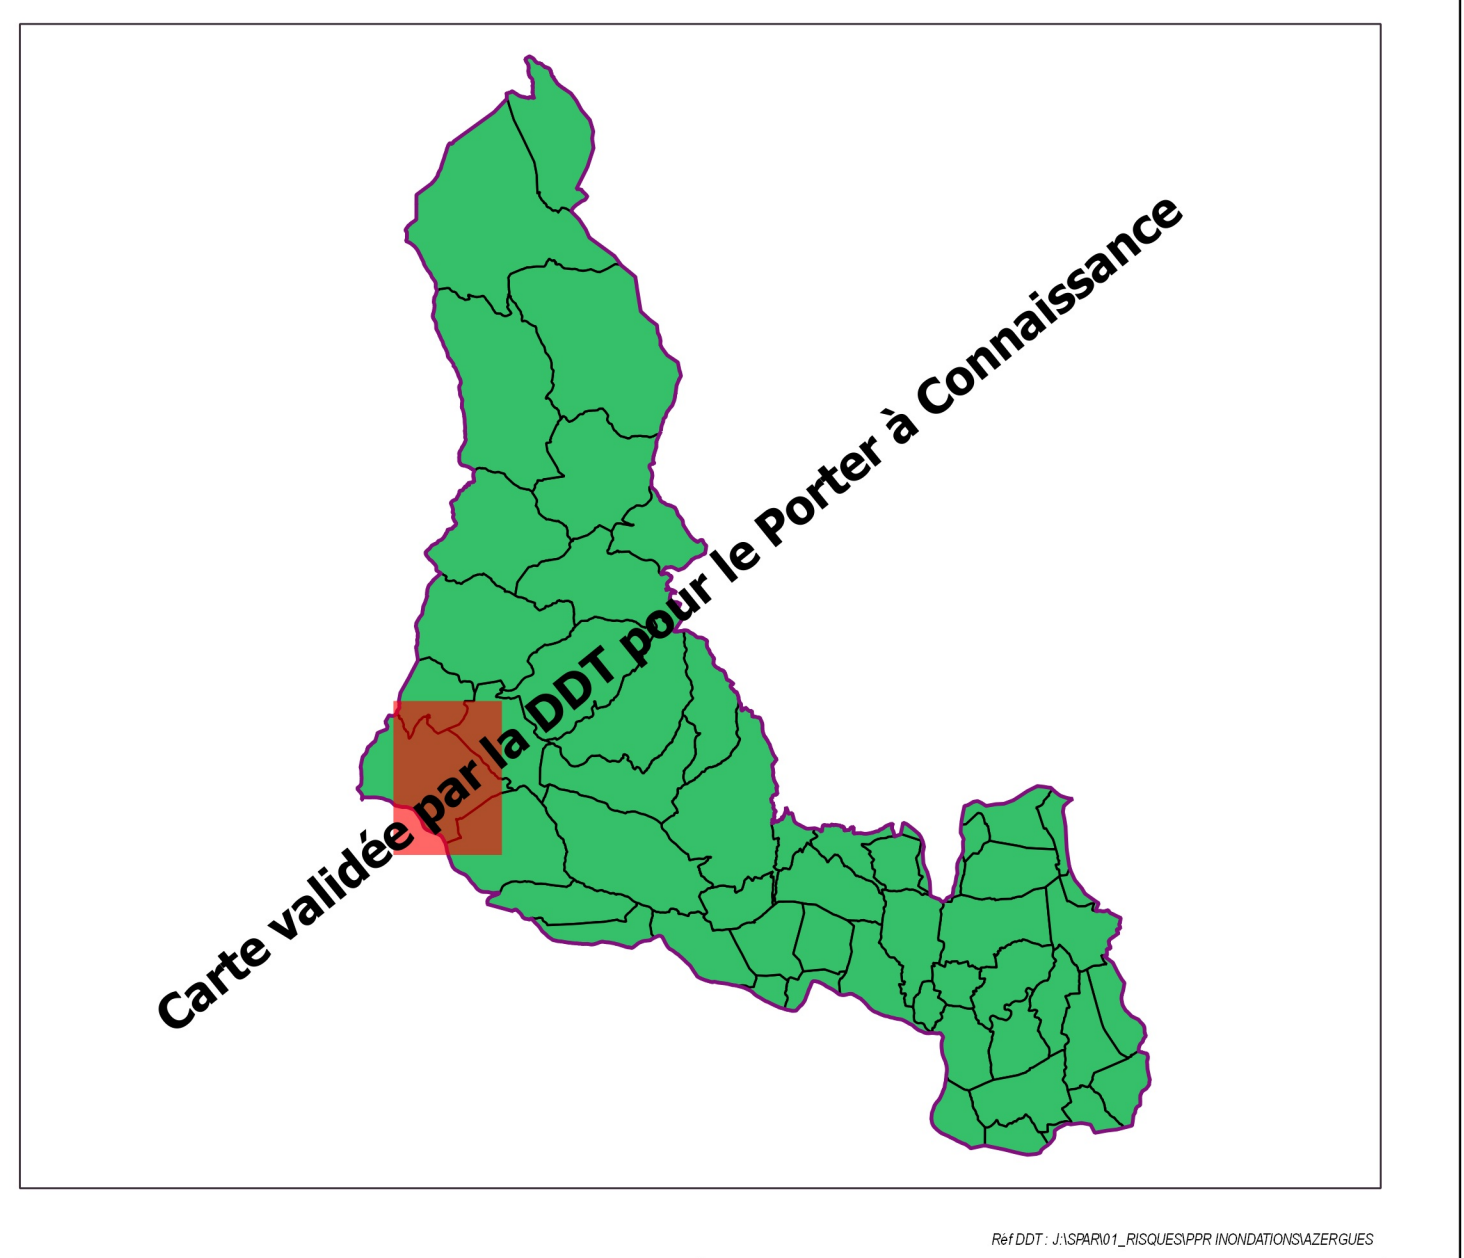 Carte validée par la DDT pour le Porter à Connaissance
Réf DDT : J:\SPAR\01_RISQUES\PPR INONDATIONS\AZERGUES